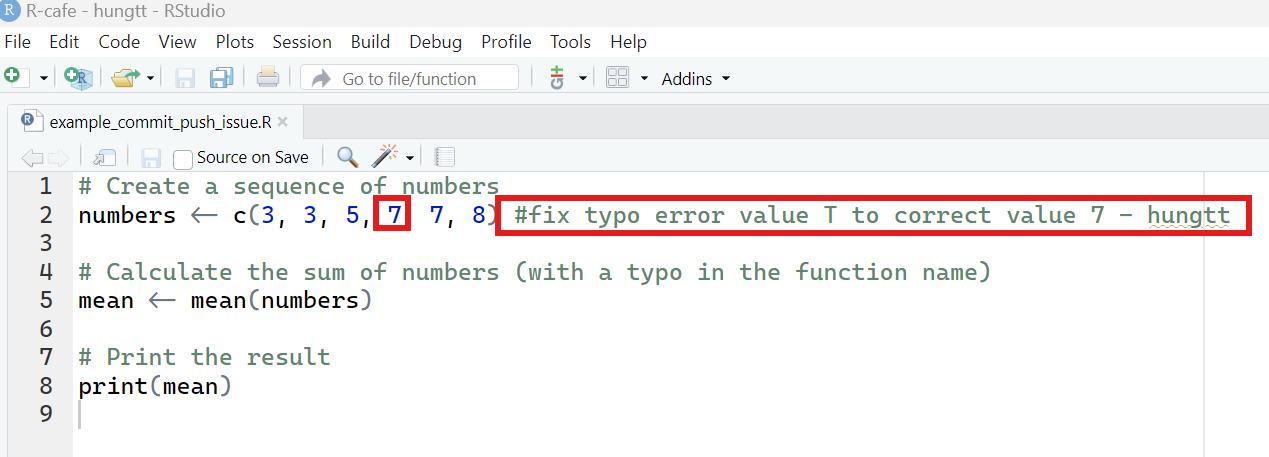 R-cafe - hungtt - RStudio
File Edit Code View Plots Session Build Debug Profile Tools Help
Go to file/function Addins
example_commit_push_issue.R
Source on Save
1 # Create a sequence of numbers
2 numbers <- c(3, 3, 5, 7 7, 8) #fix typo error value T to correct value 7 - hungtt
3
4 # Calculate the sum of numbers (with a typo in the function name)
5 mean <- mean(numbers)
6
7 # Print the result
8 print(mean)
9